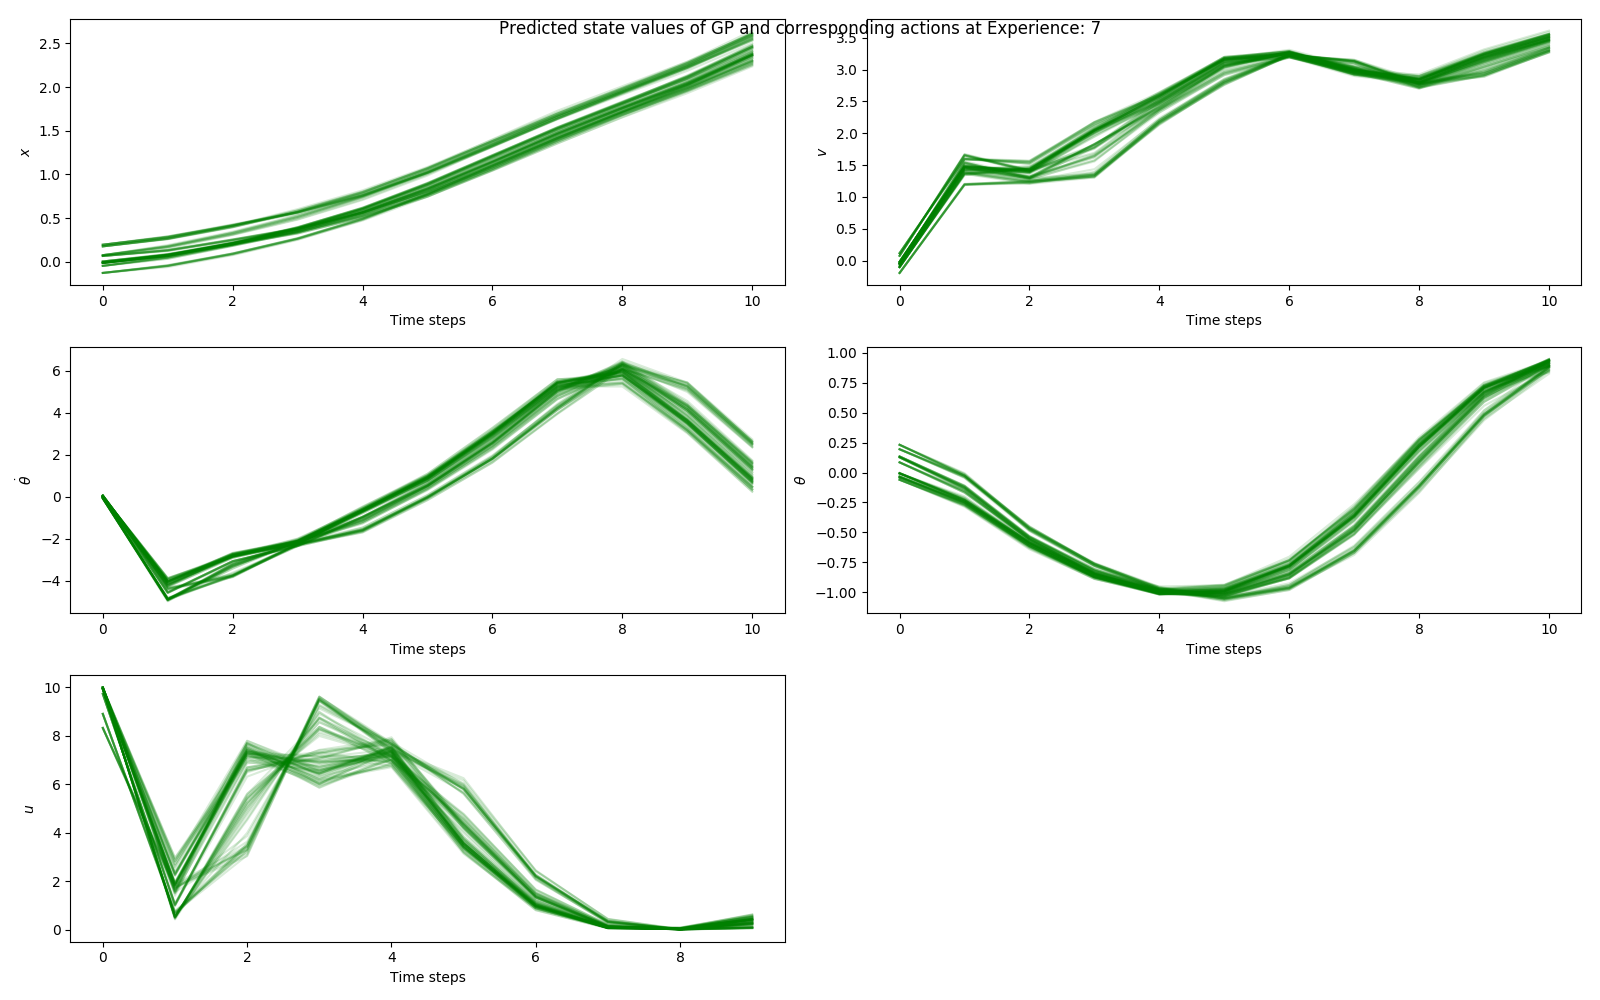 Predicted state values of GP and corresponding actions at Experience: 7
2.5
2.0
1.5
1.0
0.5
0.0
x
0 2 4 6 8 10
Time steps
3.5
3.0
2.5
2.0
1.5
1.0
0.5
0.0
v
0 2 4 6 8 10
Time steps
6
4
2
0
−2
−4
θ̇
0 2 4 6 8 10
Time steps
1.00
0.75
0.50
0.25
0.00
−0.25
−0.50
−0.75
−1.00
θ
0 2 4 6 8 10
Time steps
10
8
6
4
2
0
u
0 2 4 6 8
Time steps